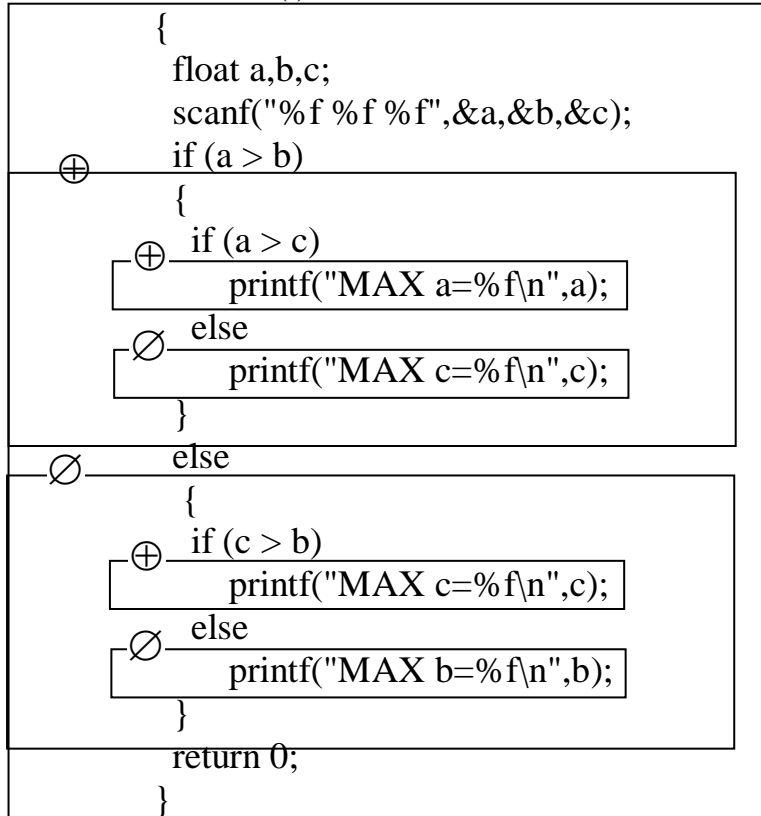 {
float a,b,c;
scanf("%f %f %f",&a,&b,&c);
if (a > b)
{
if (a > c)
printf("MAX a=%f\n",a);
else
printf("MAX c=%f\n",c);
}
else
{
if (c > b)
printf("MAX c=%f\n",c);
else
printf("MAX b=%f\n",b);
}
return 0;
}